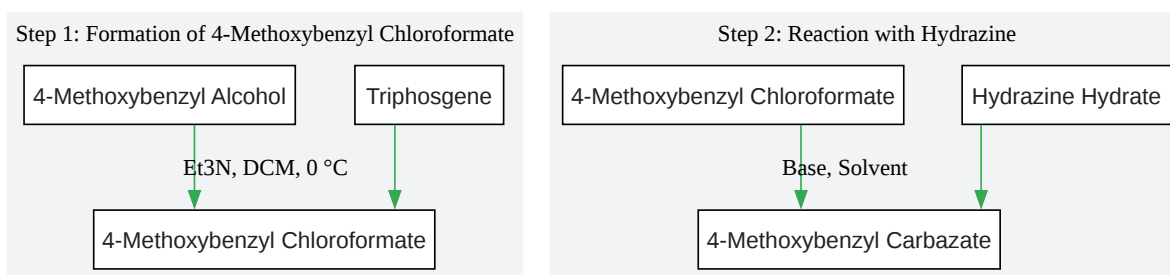 Step 1: Formation of 4-Methoxybenzyl Chloroformate
4-Methoxybenzyl Alcohol
Triphosgene
Et3N, DCM, 0 °C
4-Methoxybenzyl Chloroformate
Step 2: Reaction with Hydrazine
4-Methoxybenzyl Chloroformate
Hydrazine Hydrate
Base, Solvent
4-Methoxybenzyl Carbazate